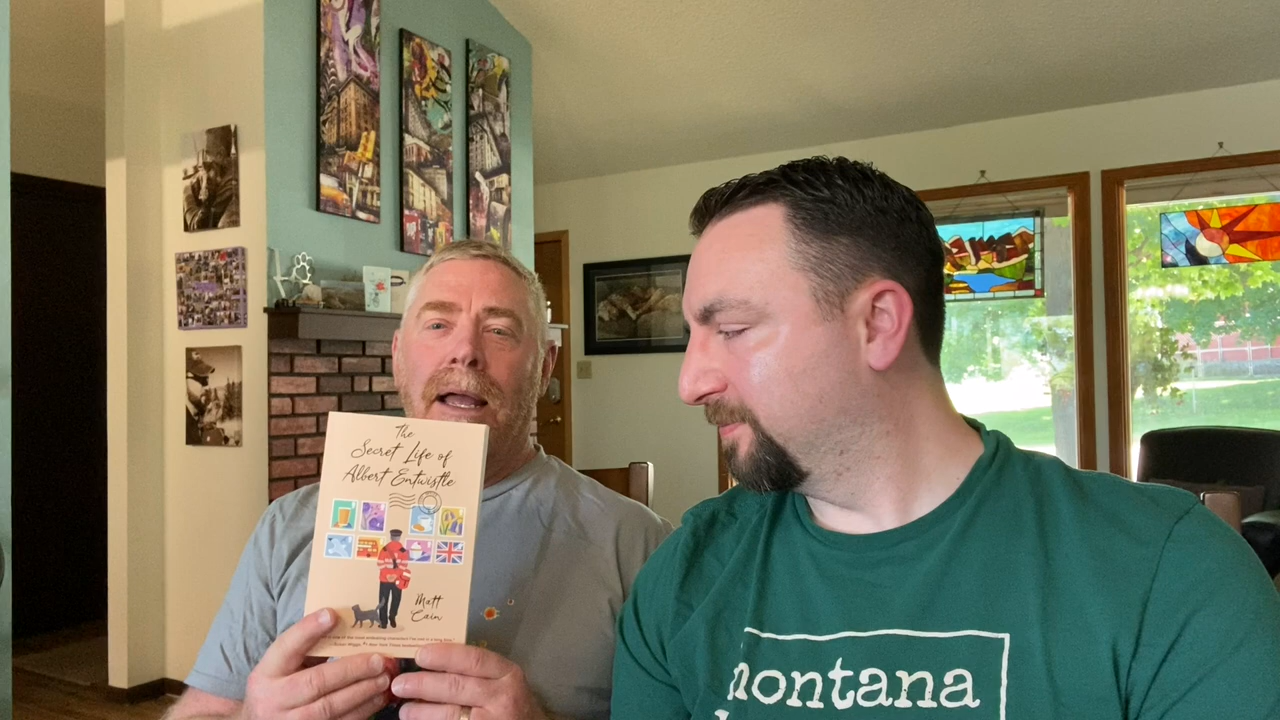 The
Secret Life of
Albert Entwistle
Matt
Cain
montana